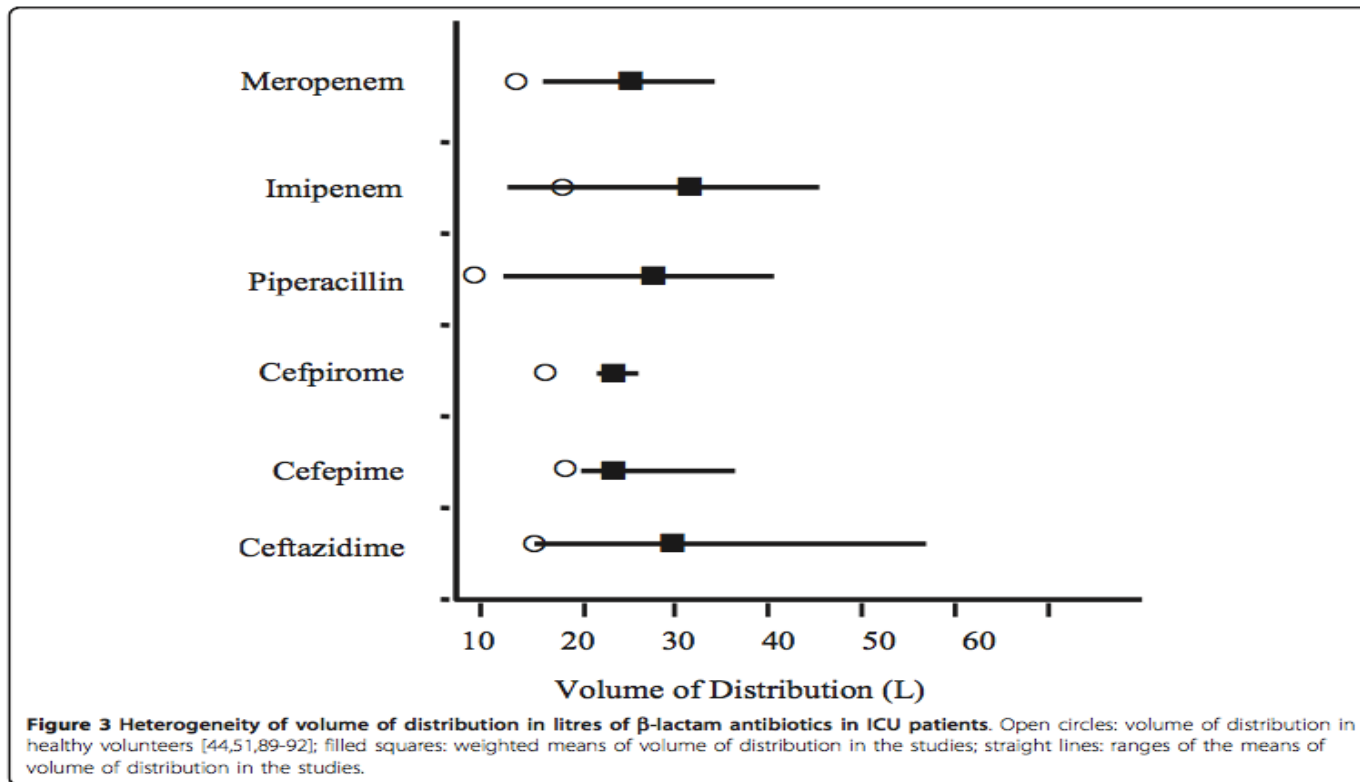 Meropenem
Imipenem
Piperacillin
Cefpirome
Cefepime
Ceftazidime
10 20 30 40 50 60
Volume of Distribution (L)
Figure 3 Heterogeneity of volume of distribution in litres of β-lactam antibiotics in ICU patients. Open circles: volume of distribution in
healthy volunteers [44,51,89-92]; filled squares: weighted means of volume of distribution in the studies; straight lines: ranges of the means of
volume of distribution in the studies.